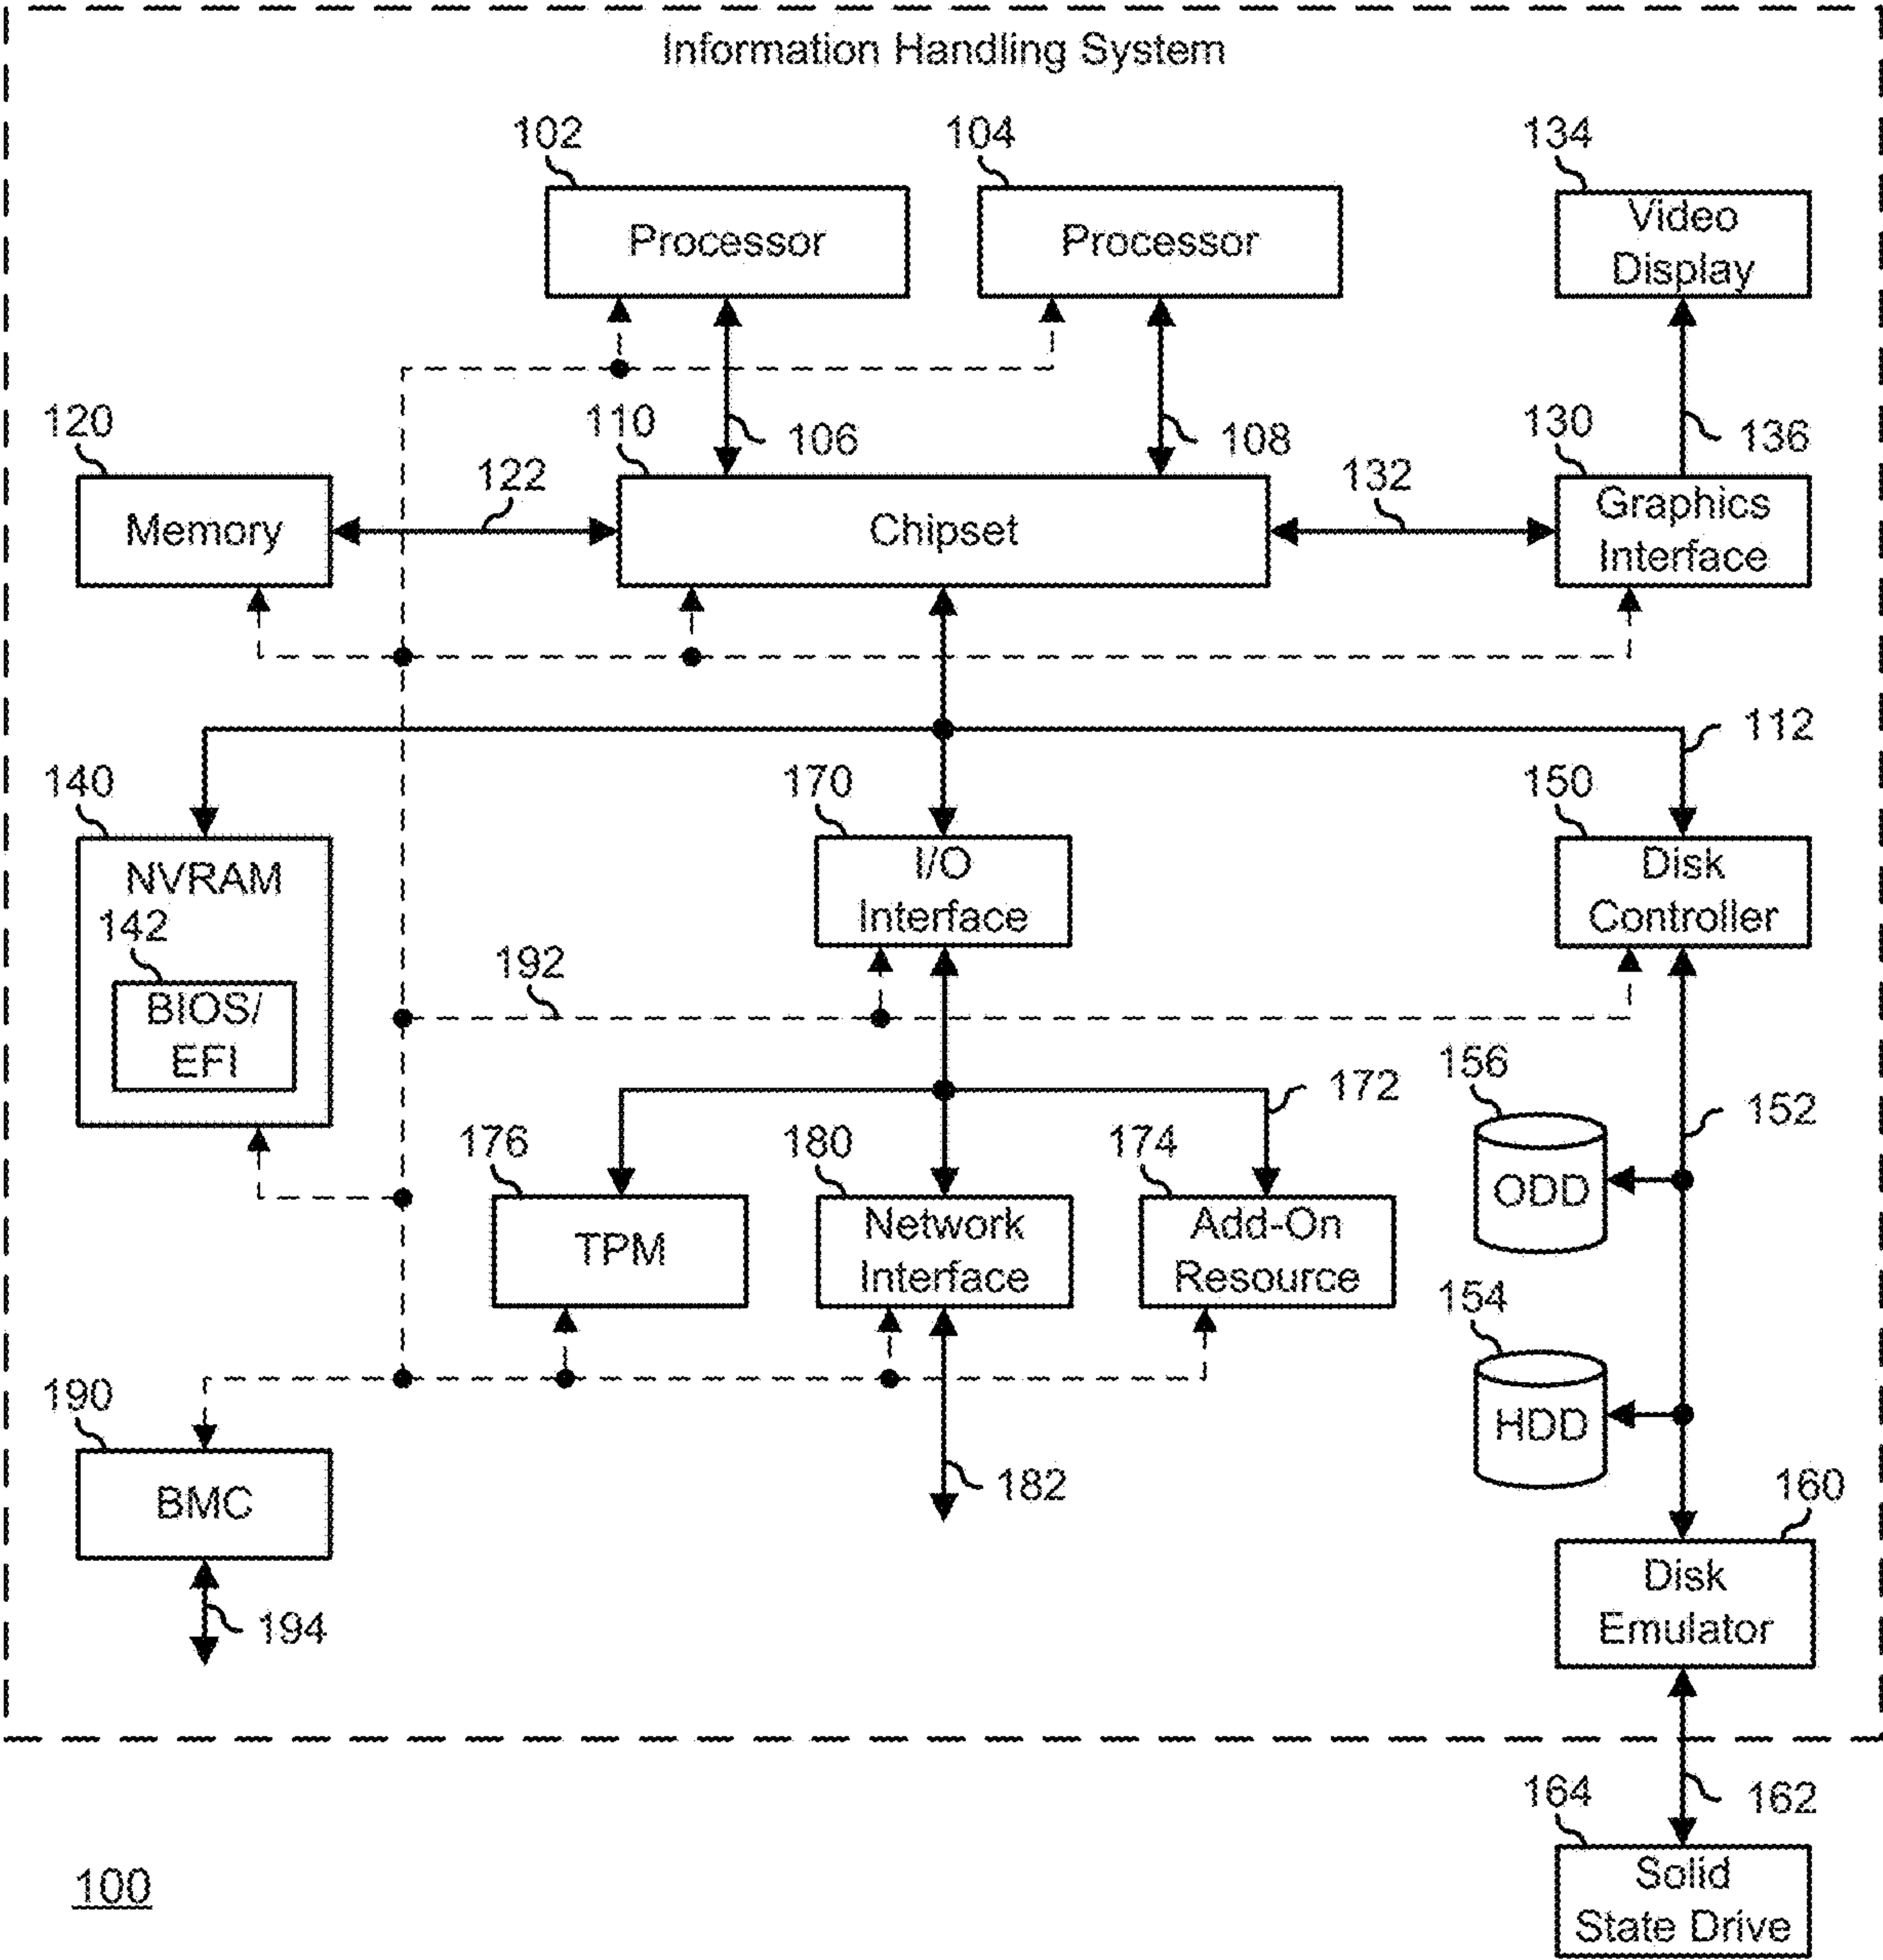 Information Handling System
102
104
134
Processor
Processor
Video
Display
120
110
106
108
130
136
122
132
Memory
Chipset
Graphics
Interface
112
140
170
150
NVRAM
I/O
Interface
Disk
Controller
142
BIOS/
EFI
192
156
172
152
176
180
174
ODD
TPM
Network
Interface
Add-On
Resource
154
190
HDD
182
160
BMC
Disk
Emulator
194
164
162
100
Solid
State Drive